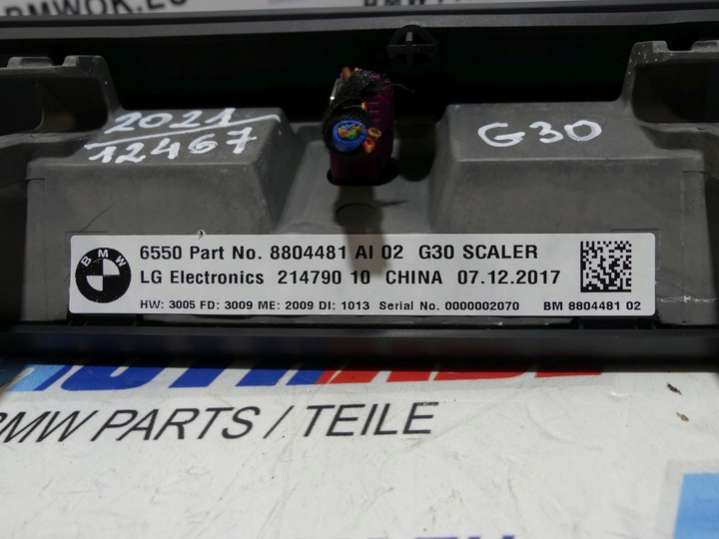 2021
12467
G30
BMW
6550 Part No. 8804481 AI 02 G30 SCALER
LG Electronics 214790 10 CHINA 07.12.2017
HW: 3005 FD: 3009 ME: 2009 DI: 1013 Serial No. 0000002070
BM 8804481 02
BMW PARTS / TEILE